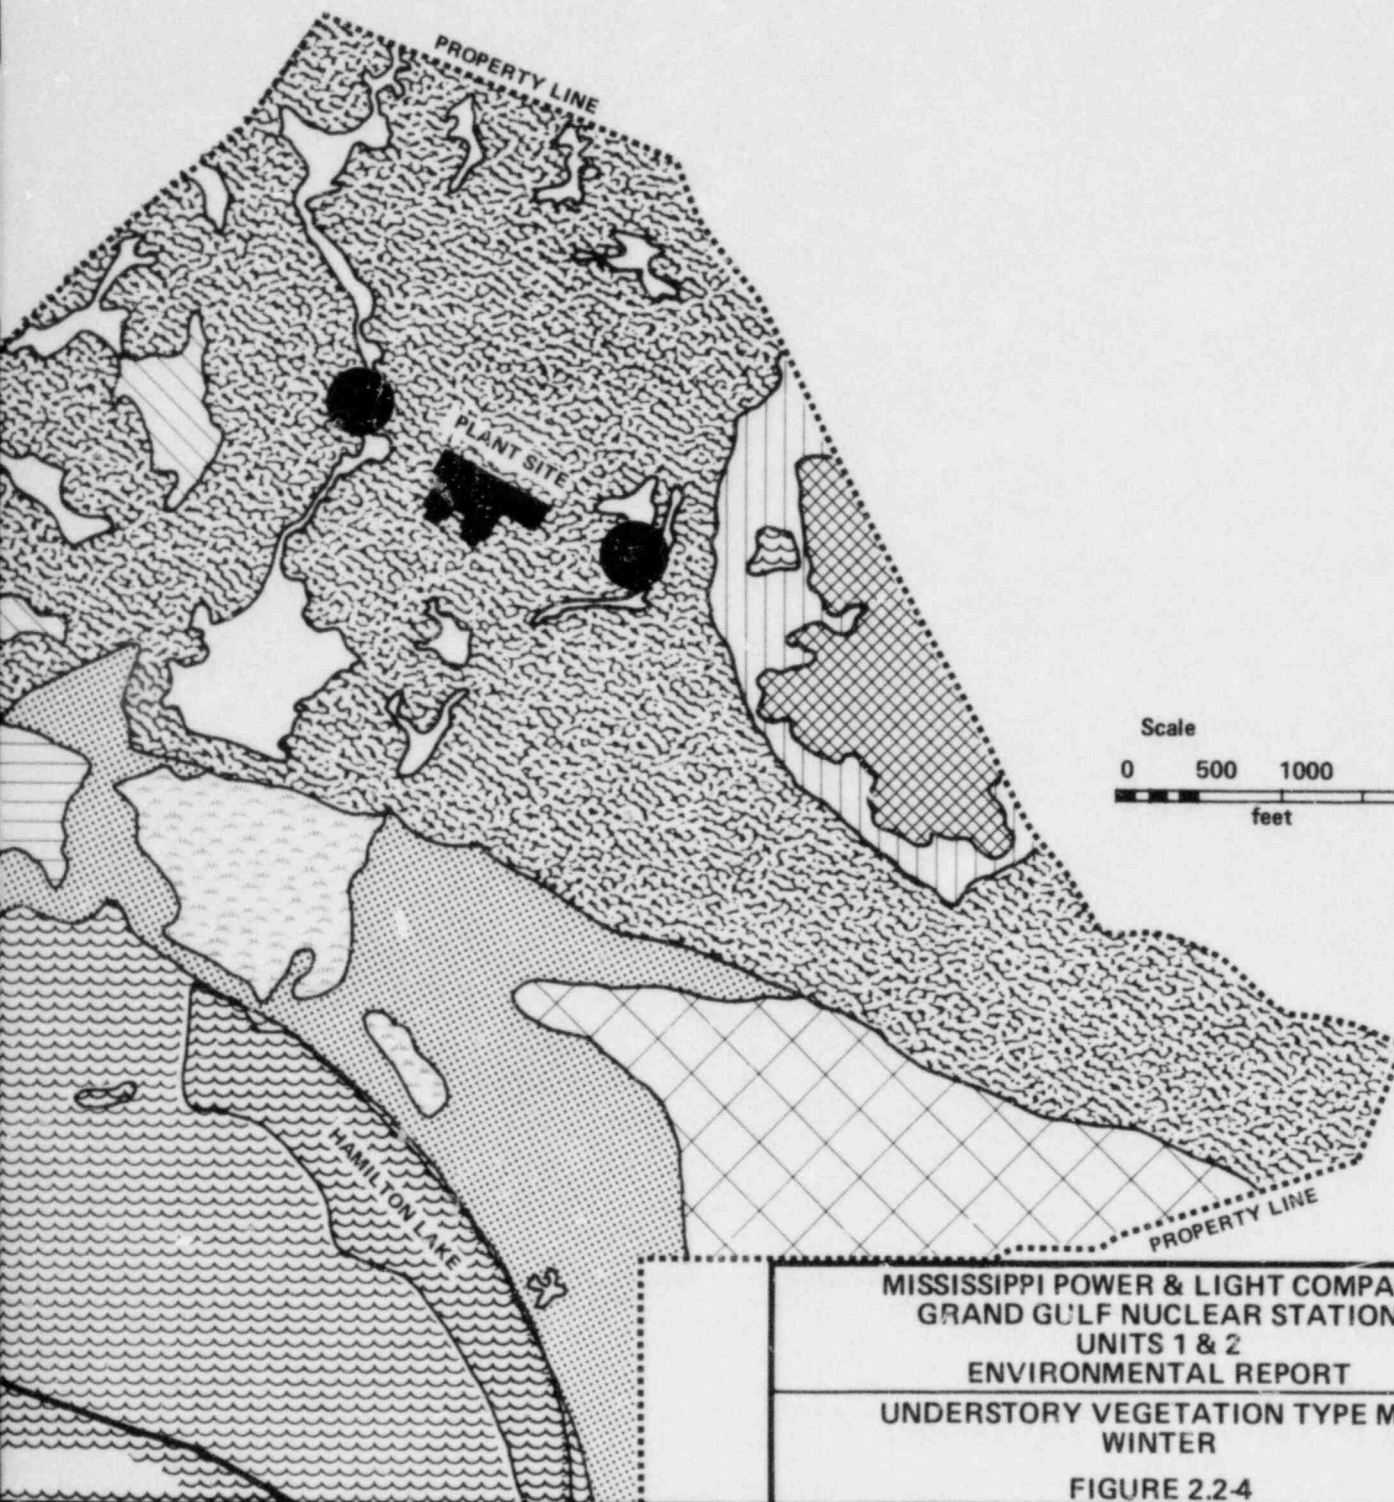 PROPERTY LINE
PLANT SITE
Scale
0 500 1000
feet
HAMILTON LAKE
PROPERTY LINE
MISSISSIPPI POWER & LIGHT COMPA
GRAND GULF NUCLEAR STATION
UNITS 1 & 2
ENVIRONMENTAL REPORT
UNDERSTORY VEGETATION TYPE M
WINTER
FIGURE 2.2-4